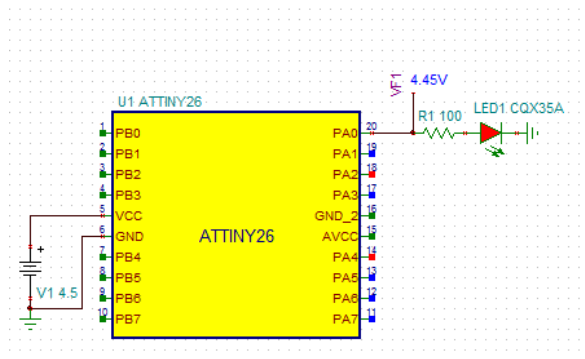 VF1 4.45V
LED1 CQX35A
U1 ATTINY26
R1 100
1 PB0 PA0 20
2 PB1 PA1 19
3 PB2 PA2 18
4 PB3 PA3 17
5 VCC GND_2 16
6 GND ATTINY26 AVCC 15
7 PB4 PA4 14
+
8 PB5 PA5 13
V1 4.5
9 PB6 PA6 12
10 PB7 PA7 11